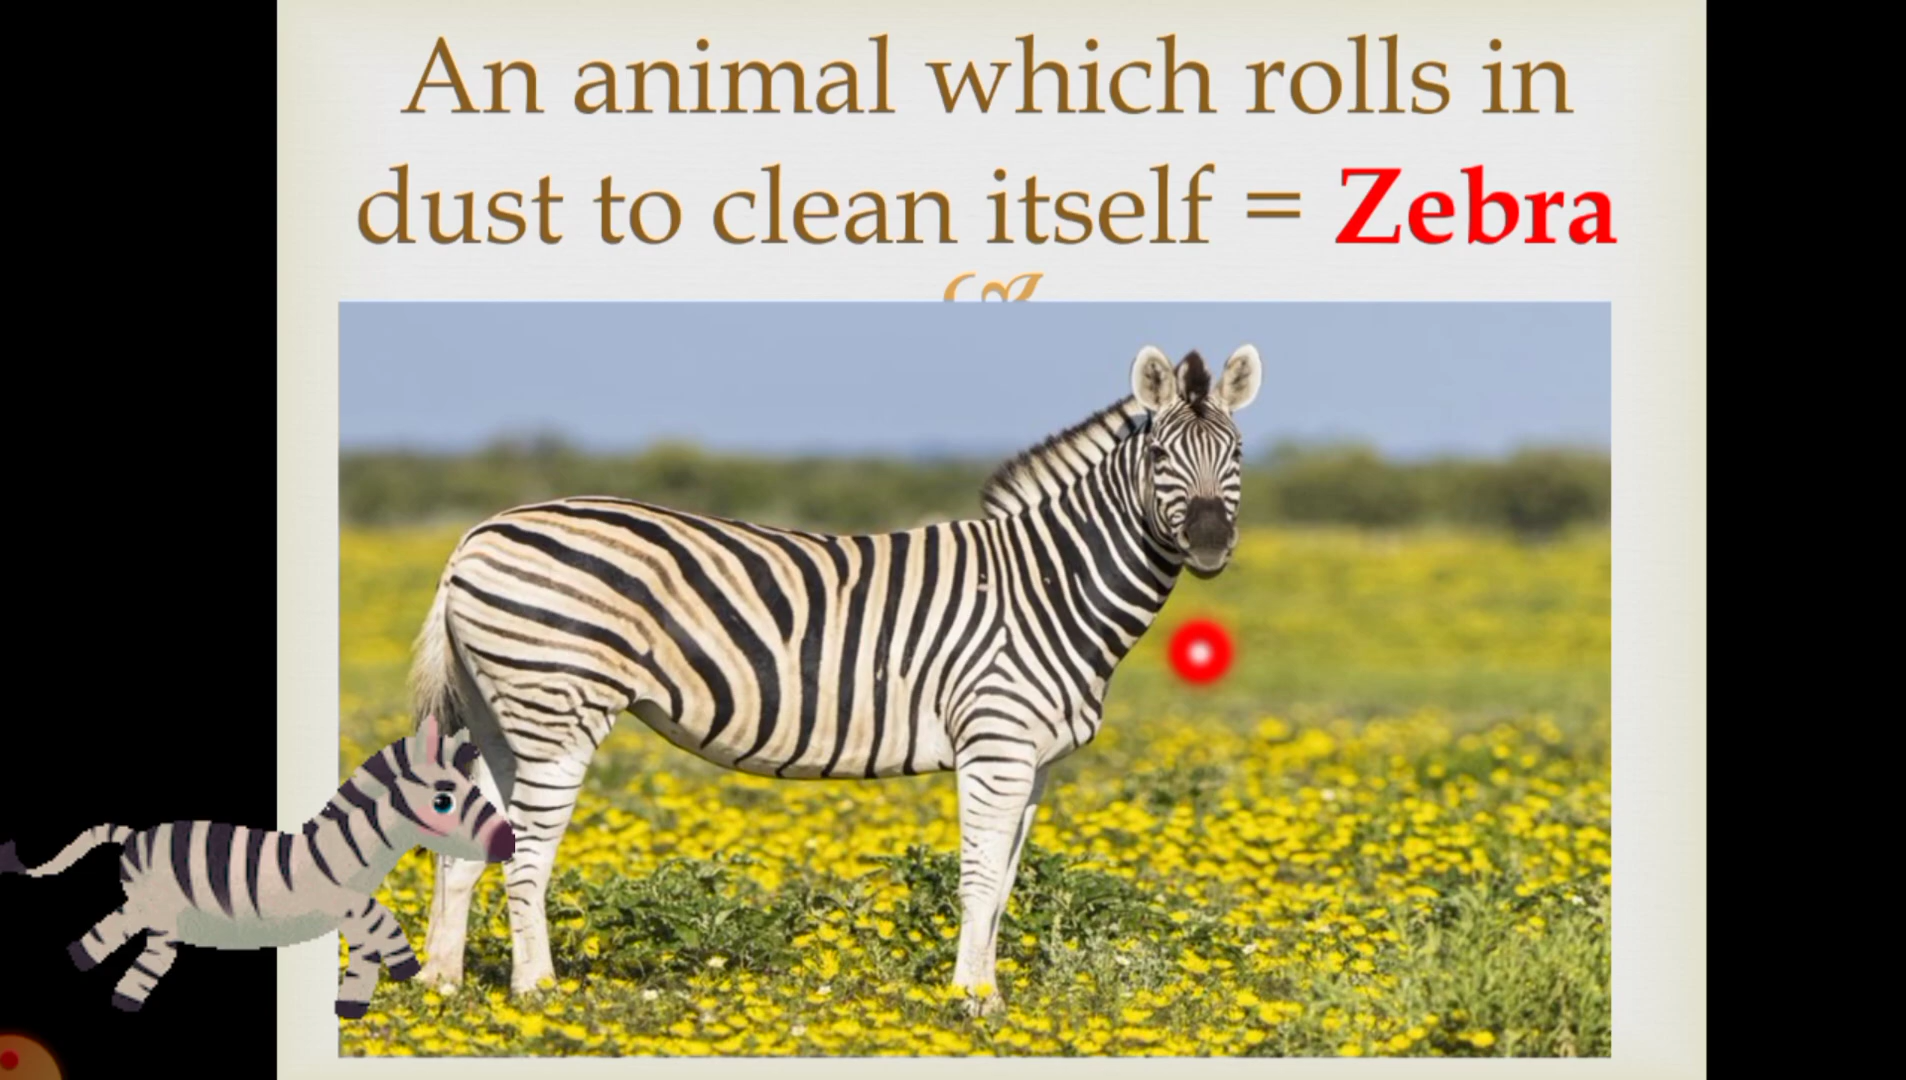 An animal which rolls in
dust to clean itself = Zebra